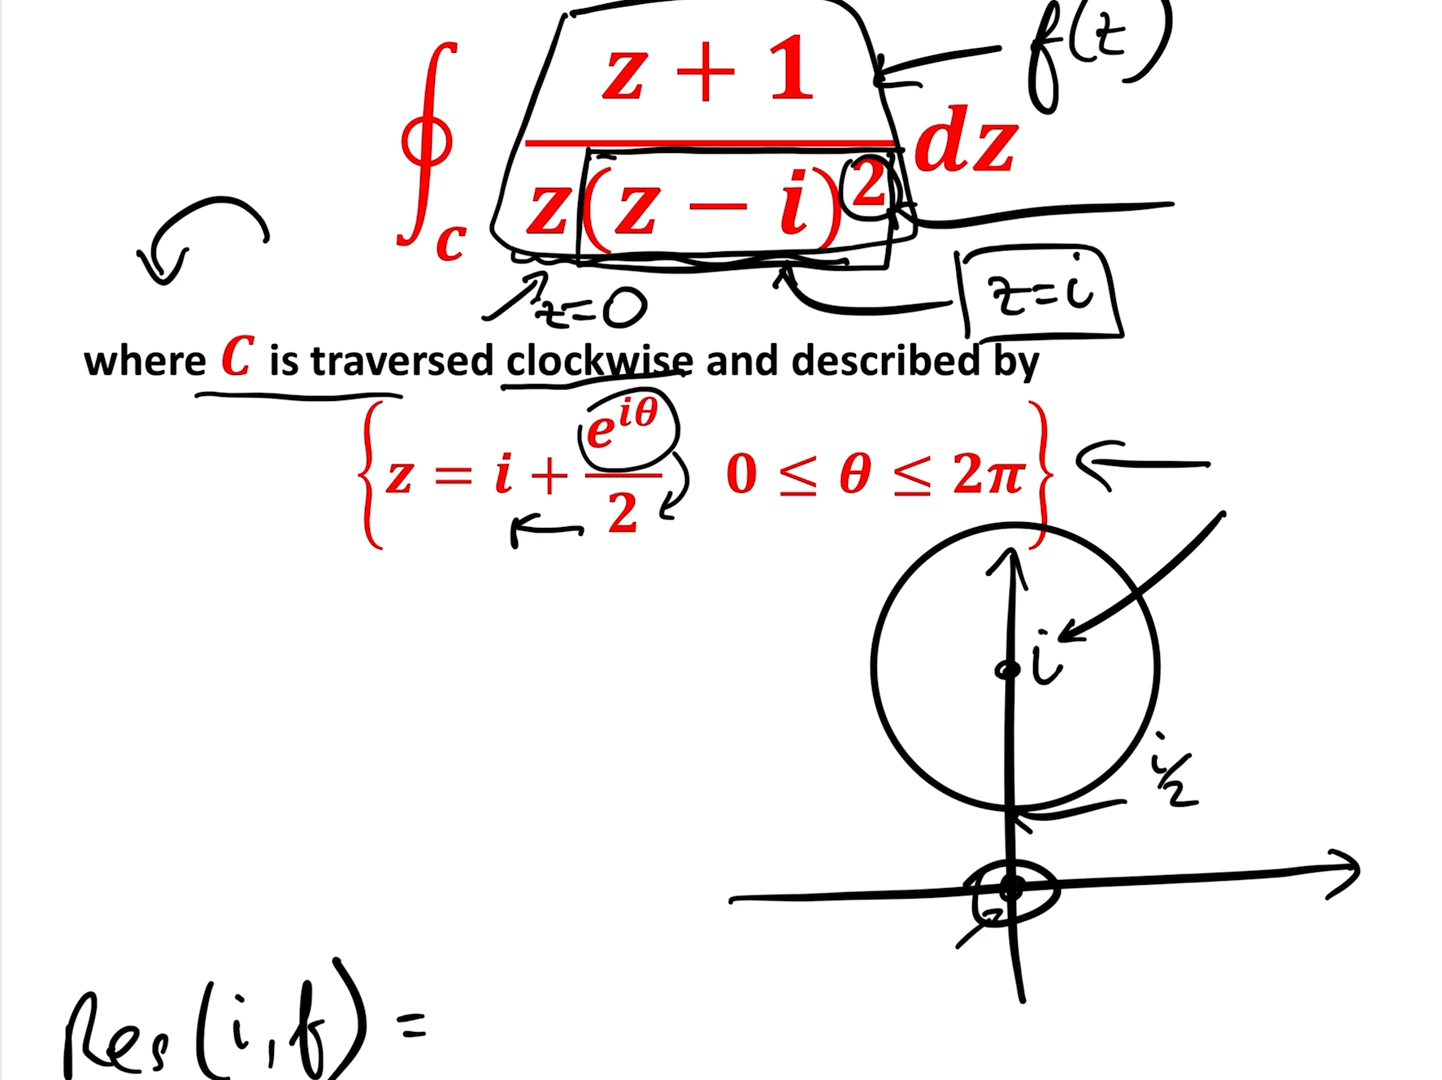 f(z)
∮_C (z + 1)/(z(z − i)^2) dz
z=0
z=i
where C is traversed clockwise and described by
{z = i + e^{iθ}/2   0 ≤ θ ≤ 2π}
i
i/2
Res(i,f) =